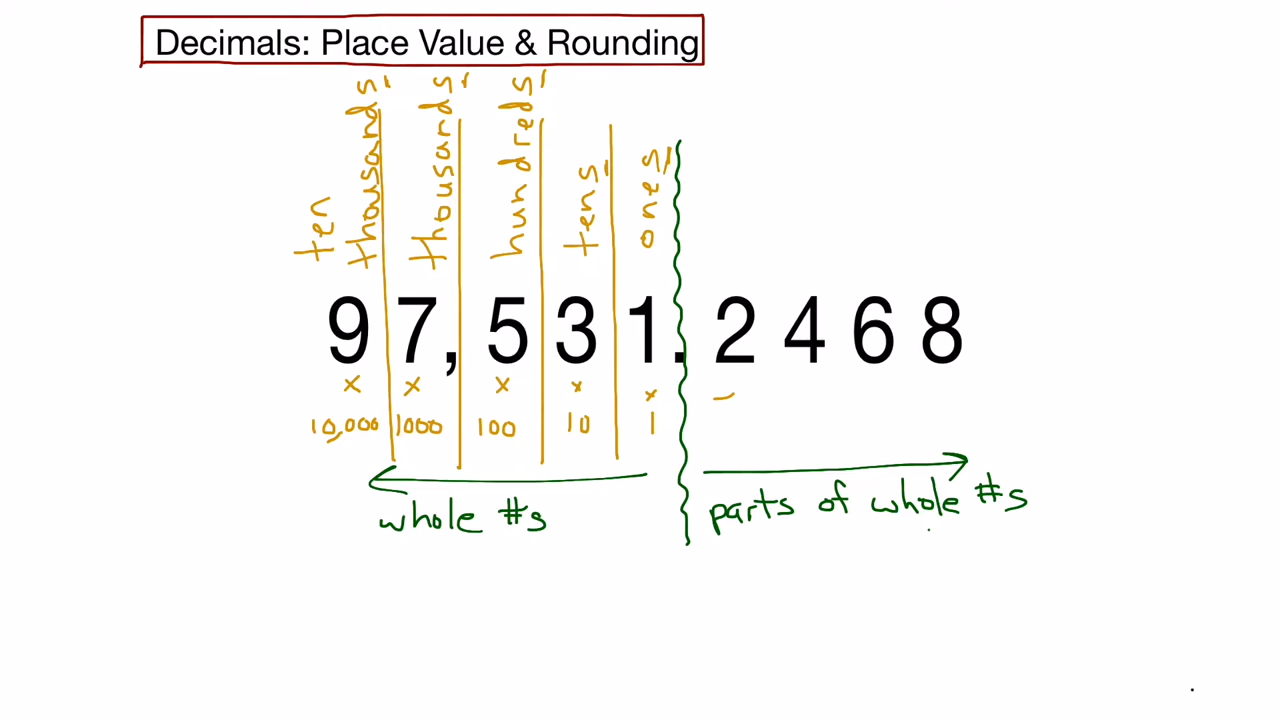 Decimals: Place Value & Rounding
ten
thousands'
thousands'
hundreds'
tens'
ones'
97,531.2468
x x x x x
10,000 1000 100 10 1
whole #s
parts of whole #s